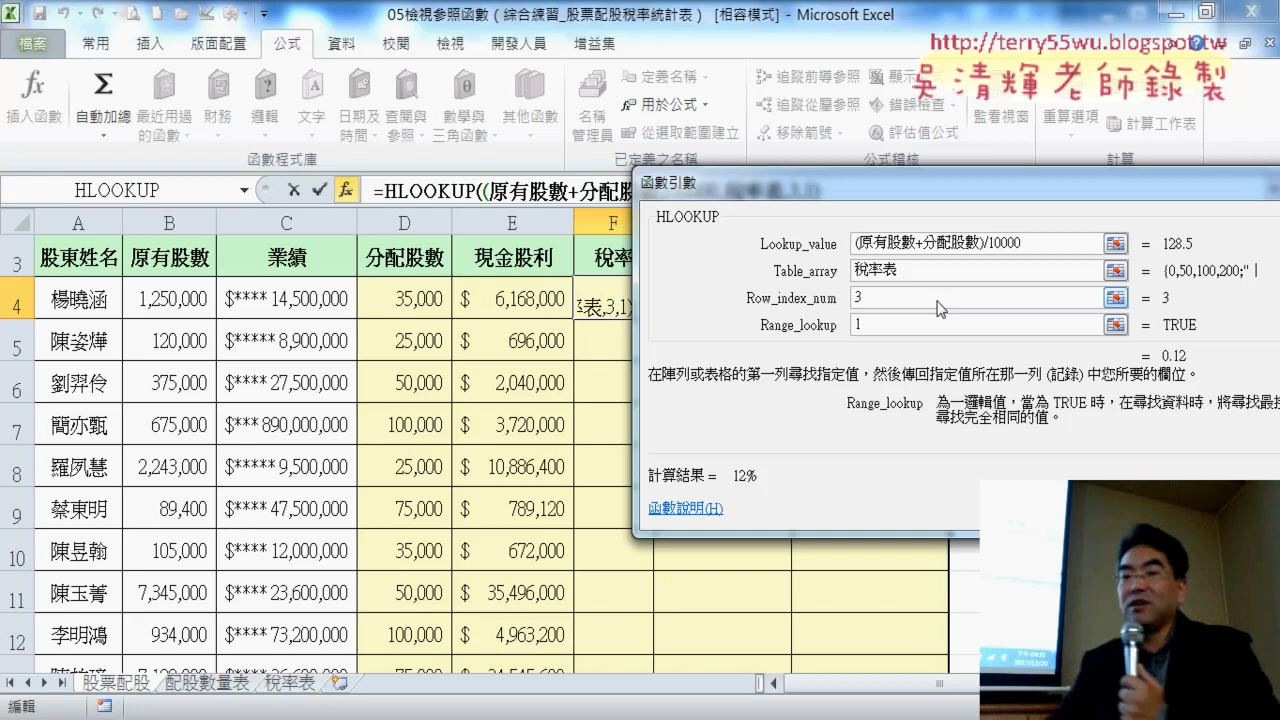 05檢視參照函數（綜合練習_股票配股稅率統計表） [相容模式] - Microsoft Excel
檔案 常用 插入 版面配置 公式 資料 校閱 檢視 開發人員 增益集
http://terry55wu.blogspot.tw
吳清輝老師錄製
插入函數 自動加總 最近用過的函數 財務 邏輯 文字 日期及時間 查閱與參照 數學與三角函數 其他函數
函數程式庫
名稱管理員 定義名稱 用於公式 從選取範圍建立
已定義之名稱
追蹤前導參照 追蹤從屬參照 移除箭號 顯示 錯誤檢查 評估值公式
公式稽核
監看視窗
重算選項 計算工作表
計算
HLOOKUP =HLOOKUP((原有股數+分配股
A B C D E F
3 股東姓名 原有股數 業績 分配股數 現金股利 稅率
4 楊曉涵 1,250,000 $**** 14,500,000 35,000 $ 6,168,000 表,3,1)
5 陳姿燁 120,000 $***** 8,900,000 25,000 $ 696,000
6 劉羿伶 375,000 $**** 27,500,000 50,000 $ 2,040,000
7 簡亦甄 675,000 $*** 890,000,000 100,000 $ 3,720,000
8 羅夙慧 2,243,000 $***** 9,500,000 25,000 $ 10,886,400
9 蔡東明 89,400 $**** 47,500,000 75,000 $ 789,120
10 陳昱翰 105,000 $**** 12,000,000 35,000 $ 672,000
11 陳玉菁 7,345,000 $**** 23,600,000 50,000 $ 35,496,000
12 李明鴻 934,000 $**** 73,200,000 100,000 $ 4,963,200
函數引數
HLOOKUP
Lookup_value (原有股數+分配股數)/10000 = 128.5
Table_array 稅率表 = {0,50,100,200;"
Row_index_num 3 = 3
Range_lookup 1 = TRUE
= 0.12
在陣列或表格的第一列尋找指定值，然後傳回指定值所在那一列 (記錄) 中您所要的欄位。
Range_lookup 為一邏輯值，當為 TRUE 時，在尋找資料時，將尋找最接
尋找完全相同的值。
計算結果 = 12%
函數說明(H)
股票配股 配股數量表 稅率表
編輯